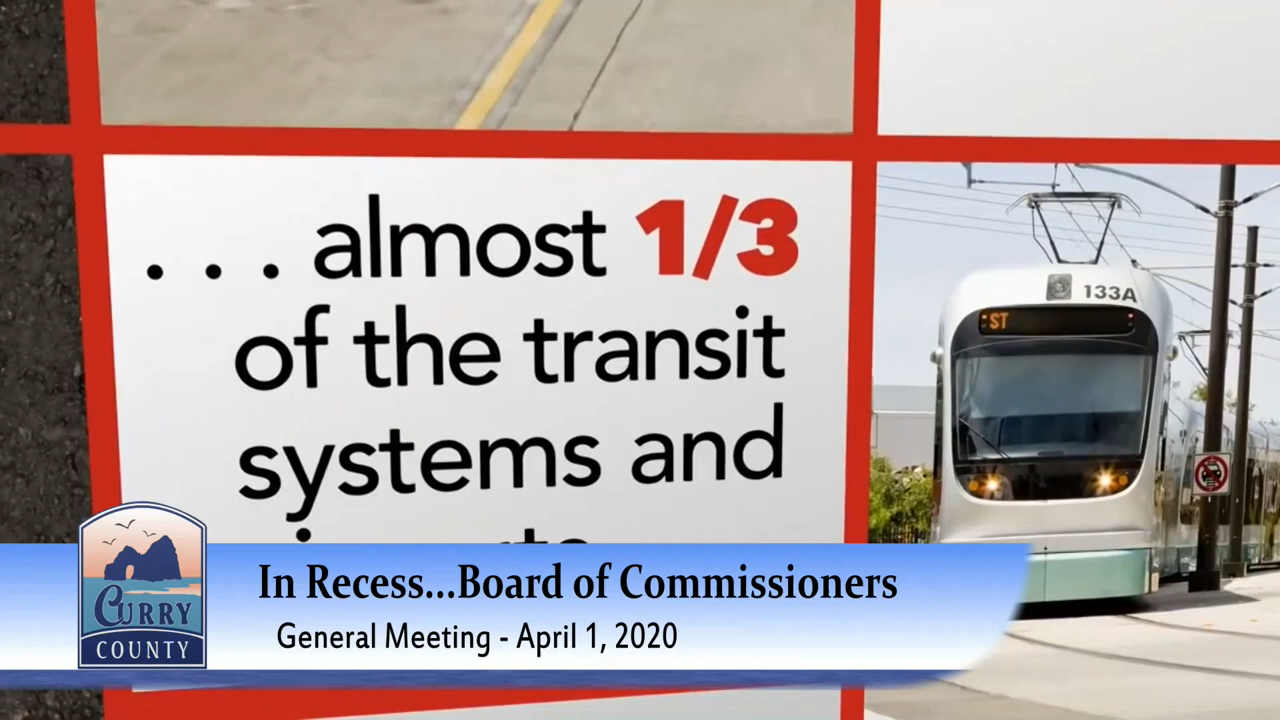 . . . almost 1/3
of the transit
systems and
133A
ST
In Recess...Board of Commissioners
General Meeting - April 1, 2020
CURRY
COUNTY